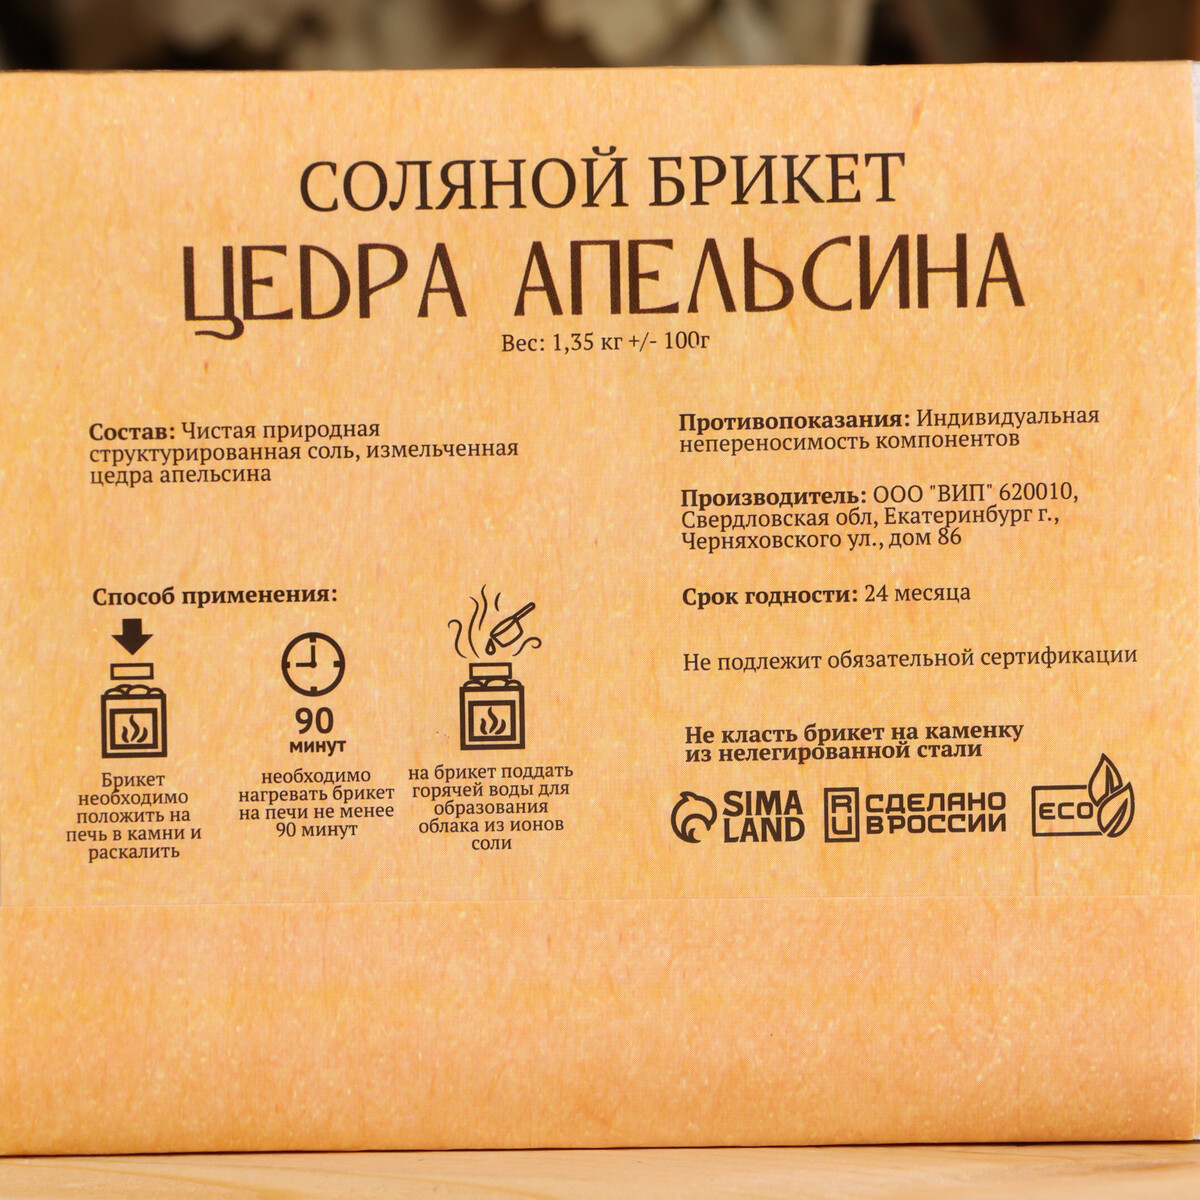 СОЛЯНОЙ БРИКЕТ
ЦЕДРА АПЕЛЬСИНА
Вес: 1,35 кг +/- 100г
Состав: Чистая природная
структурированная соль, измельченная
цедра апельсина
Противопоказания: Индивидуальная
непереносимость компонентов
Производитель: ООО "ВИП" 620010,
Свердловская обл, Екатеринбург г.,
Черняховского ул., дом 86
Срок годности: 24 месяца
Не подлежит обязательной сертификации
Не класть брикет на каменку
из нелегированной стали
Способ применения:
Брикет
необходимо
положить на
печь в камни и
раскалить
90
минут
необходимо
нагревать брикет
на печи не менее
90 минут
на брикет поддать
горячей воды для
образования
облака из ионов
соли
SIMA
LAND
RU
СДЕЛАНО
В РОССИИ
ECO